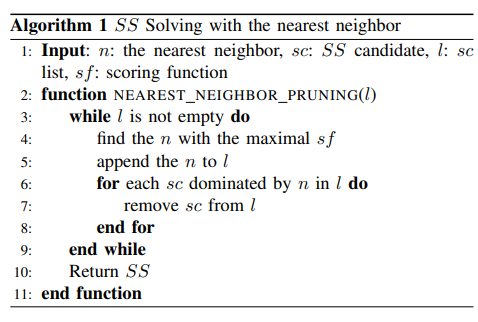 Algorithm 1 SS Solving with the nearest neighbor
1: Input: n: the nearest neighbor, sc: SS candidate, l: sc
list, sf: scoring function
2: function NEAREST_NEIGHBOR_PRUNING(l)
3: while l is not empty do
4: find the n with the maximal sf
5: append the n to l
6: for each sc dominated by n in l do
7: remove sc from l
8: end for
9: end while
10: Return SS
11: end function